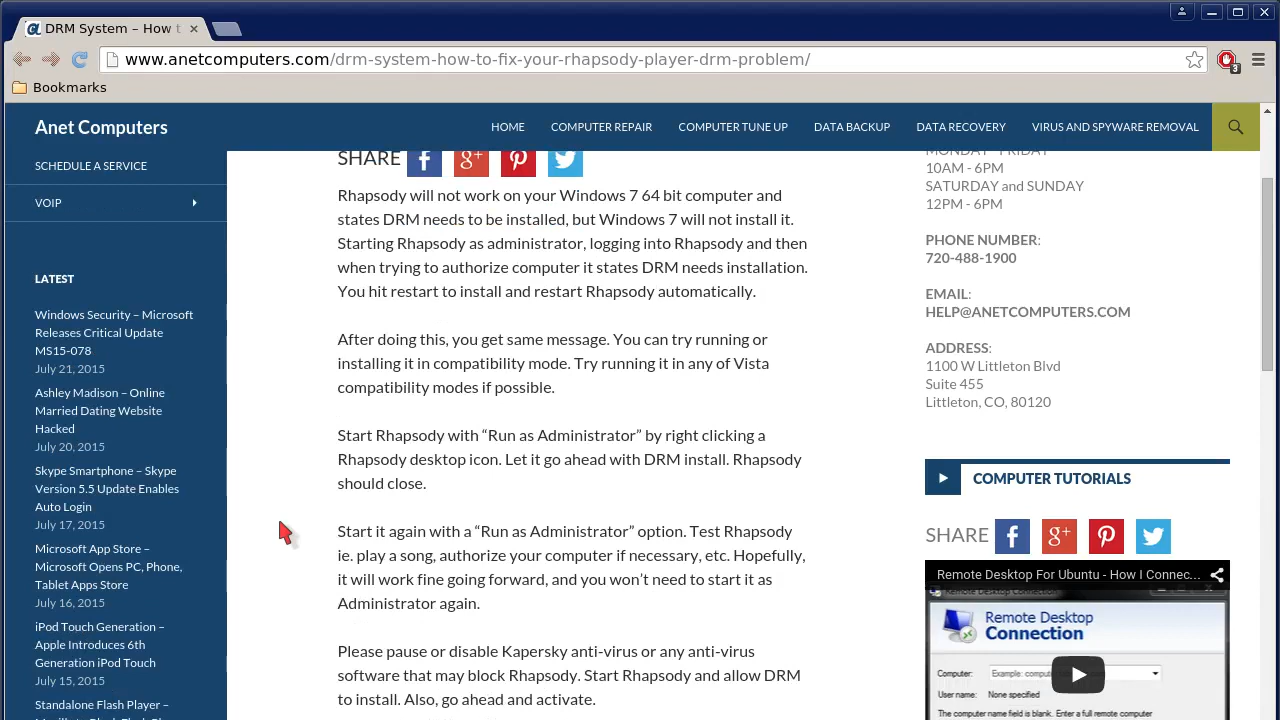 DRM System – How t
www.anetcomputers.com/drm-system-how-to-fix-your-rhapsody-player-drm-problem/
3
Bookmarks
Anet Computers
HOME
COMPUTER REPAIR
COMPUTER TUNE UP
DATA BACKUP
DATA RECOVERY
VIRUS AND SPYWARE REMOVAL
SCHEDULE A SERVICE
VOIP
LATEST
Windows Security – Microsoft
Releases Critical Update
MS15-078
July 21, 2015
Ashley Madison – Online
Married Dating Website
Hacked
July 20, 2015
Skype Smartphone – Skype
Version 5.5 Update Enables
Auto Login
July 17, 2015
Microsoft App Store –
Microsoft Opens PC, Phone,
Tablet Apps Store
July 16, 2015
iPod Touch Generation –
Apple Introduces 6th
Generation iPod Touch
July 15, 2015
Standalone Flash Player –
SHARE
Rhapsody will not work on your Windows 7 64 bit computer and
states DRM needs to be installed, but Windows 7 will not install it.
Starting Rhapsody as administrator, logging into Rhapsody and then
when trying to authorize computer it states DRM needs installation.
You hit restart to install and restart Rhapsody automatically.
After doing this, you get same message. You can try running or
installing it in compatibility mode. Try running it in any of Vista
compatibility modes if possible.
Start Rhapsody with “Run as Administrator” by right clicking a
Rhapsody desktop icon. Let it go ahead with DRM install. Rhapsody
should close.
Start it again with a “Run as Administrator” option. Test Rhapsody
ie. play a song, authorize your computer if necessary, etc. Hopefully,
it will work fine going forward, and you won’t need to start it as
Administrator again.
Please pause or disable Kapersky anti-virus or any anti-virus
software that may block Rhapsody. Start Rhapsody and allow DRM
to install. Also, go ahead and activate.
MONDAY - FRIDAY
10AM - 6PM
SATURDAY and SUNDAY
12PM - 6PM
PHONE NUMBER:
720-488-1900
EMAIL:
HELP@ANETCOMPUTERS.COM
ADDRESS:
1100 W Littleton Blvd
Suite 455
Littleton, CO, 80120
COMPUTER TUTORIALS
SHARE
Remote Desktop For Ubuntu - How I Connec...
Remote Desktop Connection
Remote Desktop
Connection
Computer:
Example: compu
User name:
None specified
The computer name field is blank. Enter a full remote computer